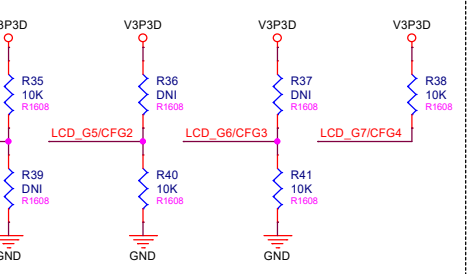 3P3D
V3P3D
V3P3D
V3P3D
R35
10K
R1608
R36
DNI
R1608
R37
DNI
R1608
R38
10K
R1608
LCD_G5/CFG2
LCD_G6/CFG3
LCD_G7/CFG4
R39
DNI
R1608
R40
10K
R1608
R41
10K
R1608
GND
GND
GND